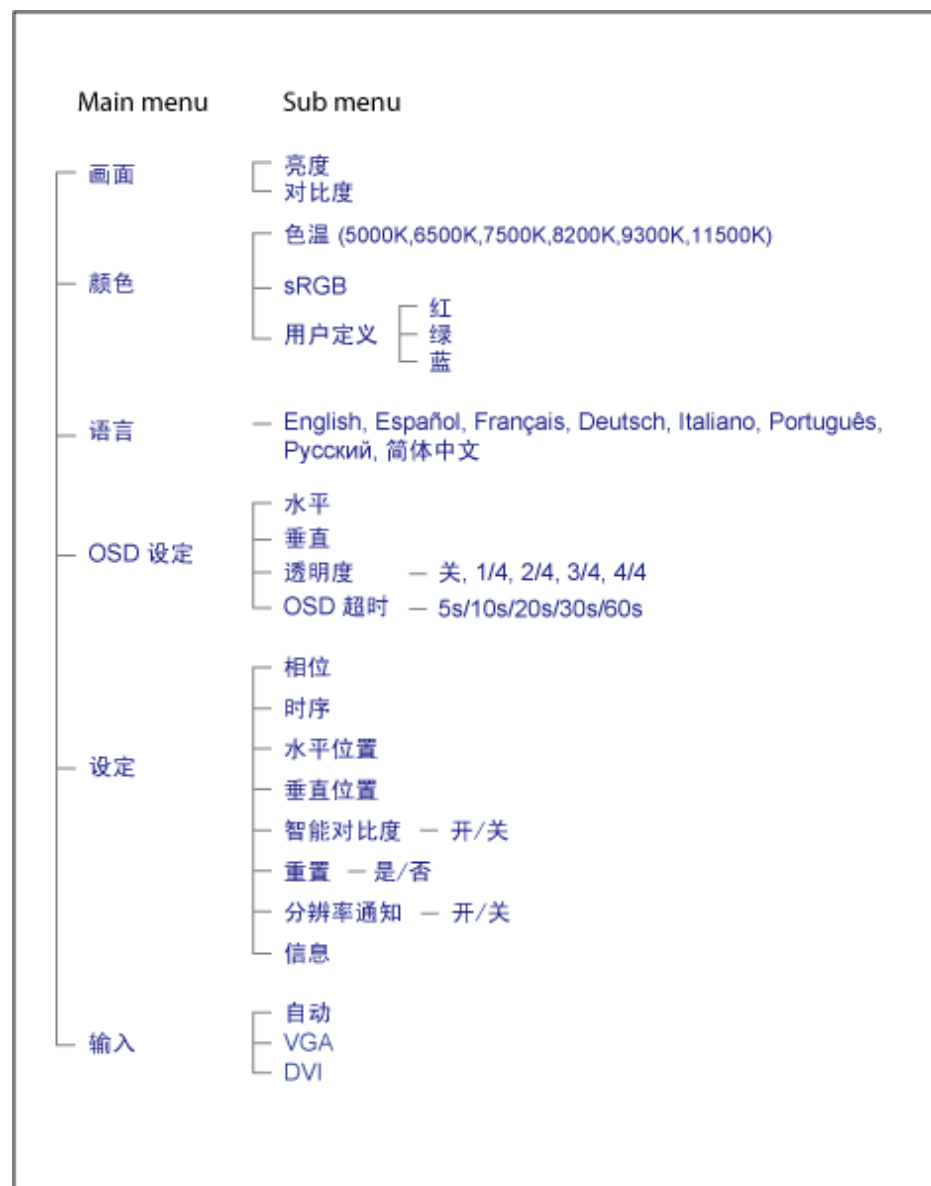 Main menu Sub menu
画面
亮度
对比度
颜色
色温 (5000K,6500K,7500K,8200K,9300K,11500K)
sRGB
用户定义
红
绿
蓝
语言
English, Español, Français, Deutsch, Italiano, Português,
Русский, 简体中文
OSD 设定
水平
垂直
透明度 — 关, 1/4, 2/4, 3/4, 4/4
OSD 超时 — 5s/10s/20s/30s/60s
设定
相位
时序
水平位置
垂直位置
智能对比度 — 开/关
重置 — 是/否
分辨率通知 — 开/关
信息
输入
自动
VGA
DVI